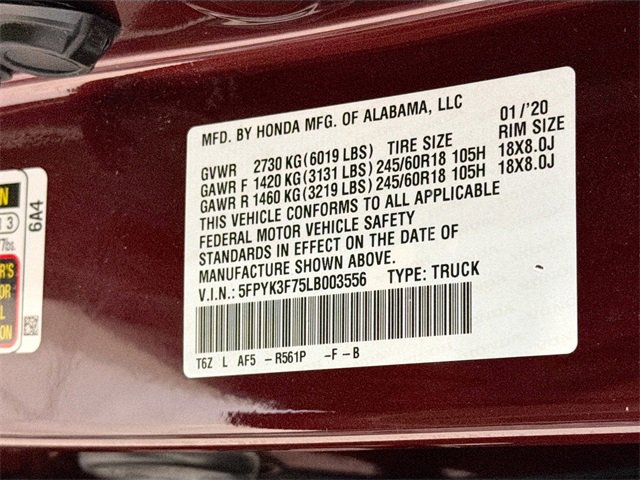 MFD. BY HONDA MFG. OF ALABAMA, LLC 01/'20
GVWR 2730 KG(6019 LBS) TIRE SIZE RIM SIZE
GAWR F 1420 KG(3131 LBS)245/60R18 105H 18X8.0J
GAWR R 1460 KG(3219 LBS)245/60R18 105H 18X8.0J
THIS VEHICLE CONFORMS TO ALL APPLICABLE
FEDERAL MOTOR VEHICLE SAFETY
STANDARDS IN EFFECT ON THE DATE OF
MANUFACTURE SHOWN ABOVE.
V.I.N.: 5FPYK3F75LB003556 TYPE: TRUCK
T6Z L AF5 -R561P -F-B
6A4